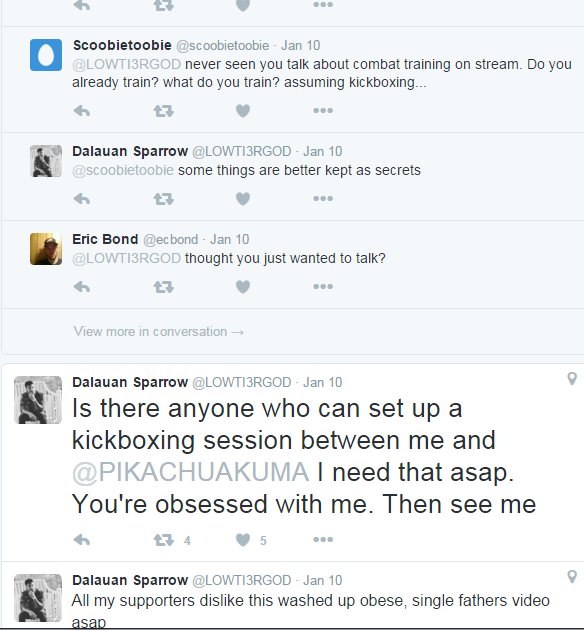 Scoobietoobie @scoobietoobie · Jan 10
@LOWTI3RGOD never seen you talk about combat training on stream. Do you
already train? what do you train? assuming kickboxing...
Dalauan Sparrow @LOWTI3RGOD · Jan 10
@scoobietoobie some things are better kept as secrets
Eric Bond @ecbond · Jan 10
@LOWTI3RGOD thought you just wanted to talk?
View more in conversation →
Dalauan Sparrow @LOWTI3RGOD · Jan 10
Is there anyone who can set up a
kickboxing session between me and
@PIKACHUAKUMA I need that asap.
You're obsessed with me. Then see me
4 5
Dalauan Sparrow @LOWTI3RGOD · Jan 10
All my supporters dislike this washed up obese, single fathers video
asap